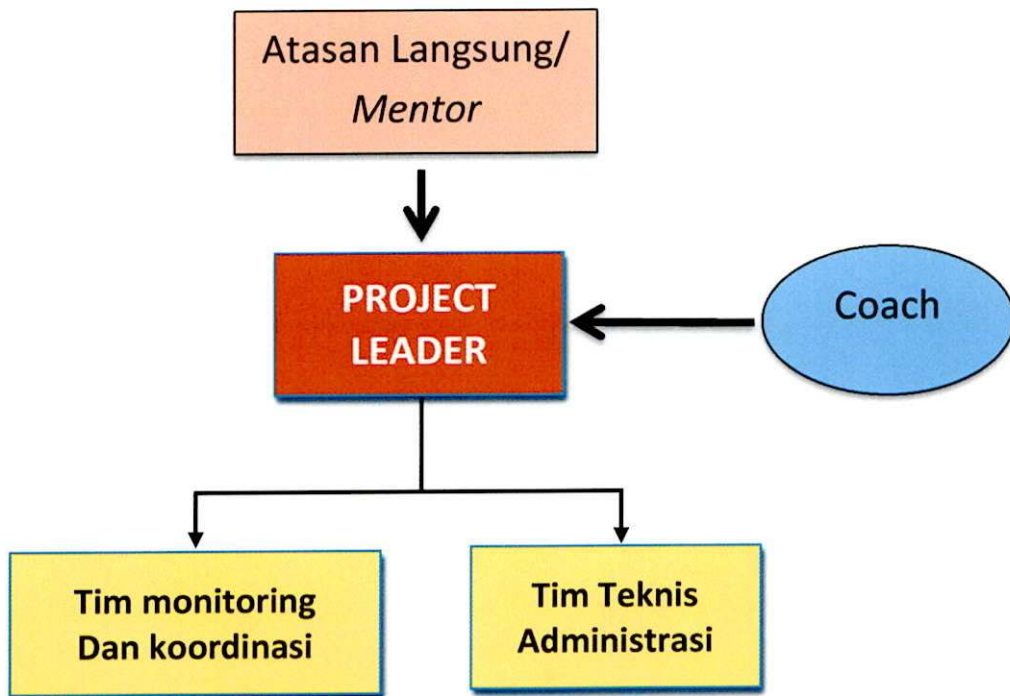 Atasan Langsung/
Mentor
PROJECT
LEADER
Coach
Tim monitoring
Dan koordinasi
Tim Teknis
Administrasi